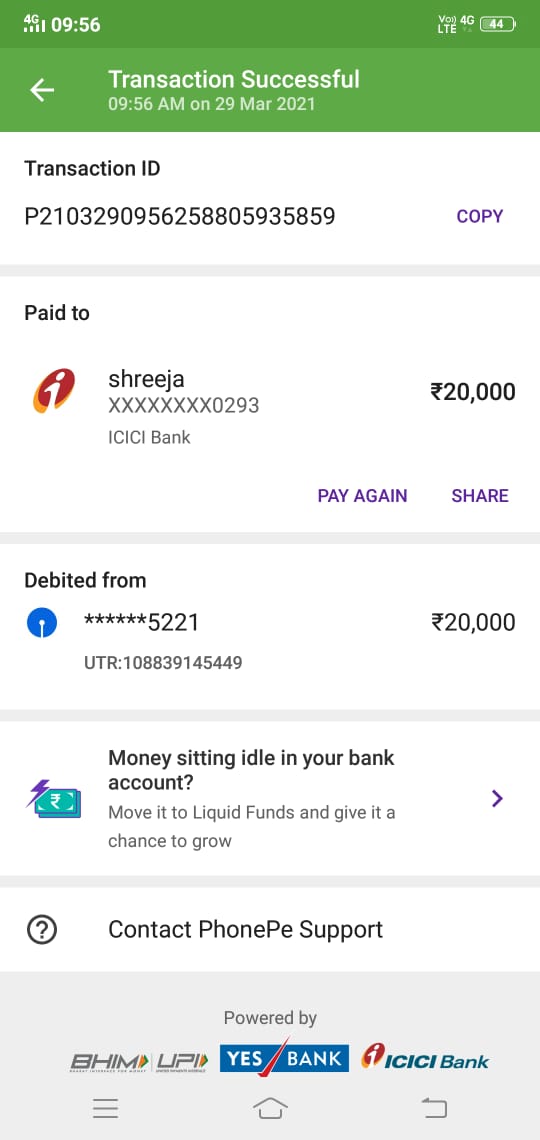 4G 09:56 Vo) 4G LTE 44
Transaction Successful
09:56 AM on 29 Mar 2021
Transaction ID
P2103290956258805935859 COPY
Paid to
shreeja
XXXXXXXX0293 ₹20,000
ICICI Bank
PAY AGAIN SHARE
Debited from
******5221 ₹20,000
UTR:108839145449
Money sitting idle in your bank
account?
Move it to Liquid Funds and give it a
chance to grow
Contact PhonePe Support
Powered by
BHIM UPI YES BANK ICICI Bank